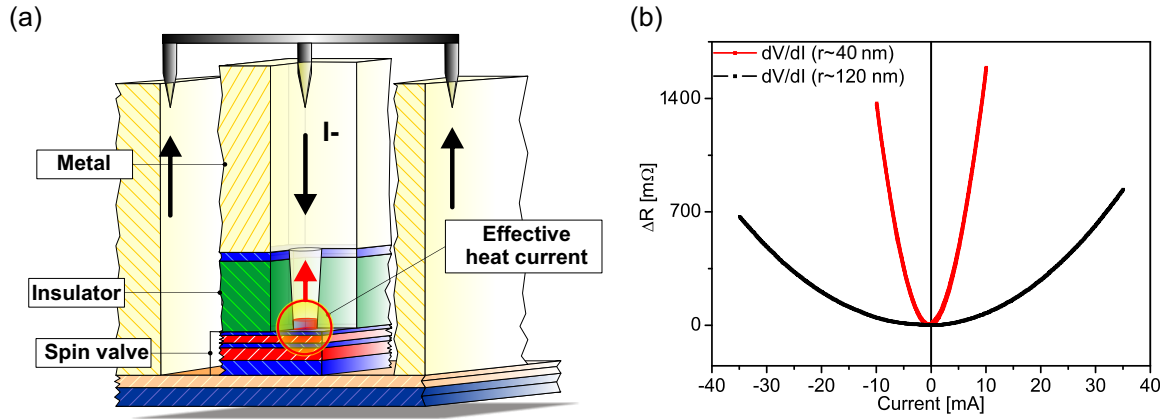 (a)
I-
Metal
Effective
heat current
Insulator
Spin valve
(b)
dV/dI (r~40 nm)
dV/dI (r~120 nm)
1400
700
0
ΔR [mΩ]
-40 -30 -20 -10 0 10 20 30 40
Current [mA]